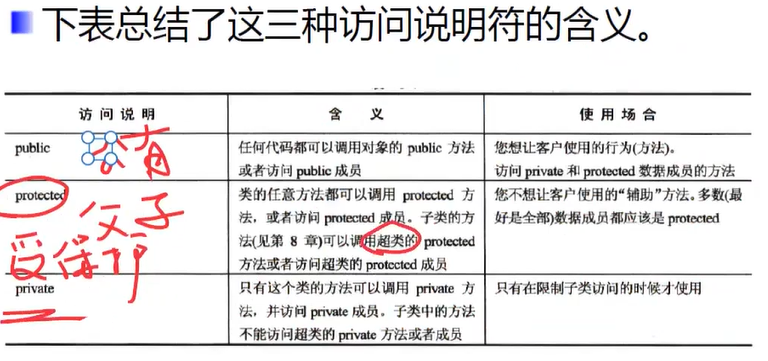 下表总结了这三种访问说明符的含义。
访问说明 含义 使用场合
public 公有 任何代码都可以调用对象的 public 方法或者访问 public 成员 您想让客户使用的行为(方法)。
访问 private 和 protected 数据成员的方法
protected 父子 受保护 类的任意方法都可以调用 protected 方法，或者访问 protected 成员。子类的方法(见第 8 章)可以调用超类的 protected 方法或者访问超类的 protected 成员 您不想让客户使用的“辅助”方法。多数(最好是全部)数据成员都应该是 protected
private 只有这个类的方法可以调用 private 方法，并访问 private 成员。子类中的方法不能访问超类的 private 方法或者成员 只有在限制子类访问的时候才使用